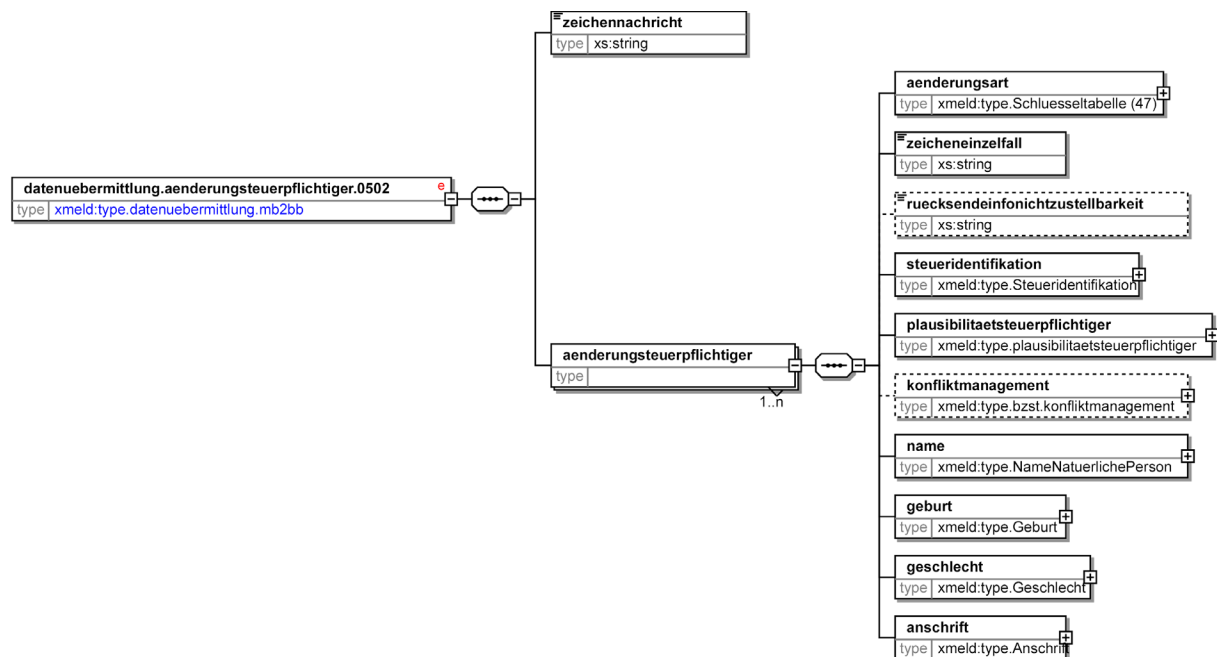 zeichennachricht
type xs:string
aenderungsart
type xmeld:type.Schluesseltabelle (47)
zeicheneinzelfall
type xs:string
datenuebermittlung.aenderungsteuerpflichtiger.0502 e
type xmeld:type.datenuebermittlung.mb2bb
ruecksendeinfonichtzustellbarkeit
type xs:string
steueridentifikation
type xmeld:type.Steueridentifikation
plausibilitaetsteuerpflichtiger
type xmeld:type.plausibilitaetsteuerpflichtiger
aenderungsteuerpflichtiger
type
1..n
konfliktmanagement
type xmeld:type.bzst.konfliktmanagement
name
type xmeld:type.NameNatuerlichePerson
geburt
type xmeld:type.Geburt
geschlecht
type xmeld:type.Geschlecht
anschrift
type xmeld:type.Anschrift